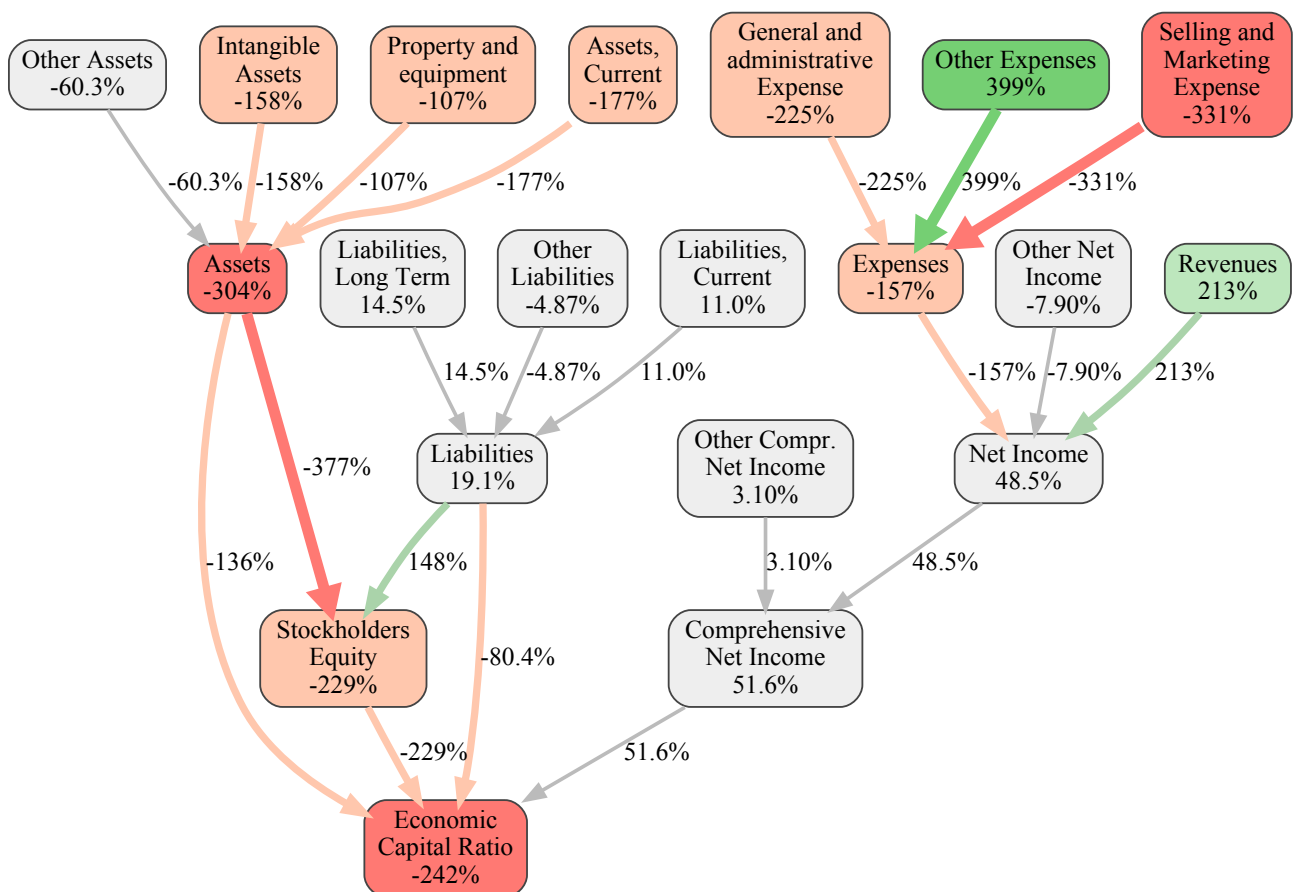 Other Assets
-60.3%
Intangible
Assets
-158%
Property and
equipment
-107%
Assets,
Current
-177%
General and
administrative
Expense
-225%
Other Expenses
399%
Selling and
Marketing
Expense
-331%
-60.3%
-158%
-107%
-177%
-225%
399%
-331%
Assets
-304%
Liabilities,
Long Term
14.5%
Other
Liabilities
-4.87%
Liabilities,
Current
11.0%
Expenses
-157%
Other Net
Income
-7.90%
Revenues
213%
14.5%
-4.87%
11.0%
-157%
-7.90%
213%
-377%
Liabilities
19.1%
Other Compr.
Net Income
3.10%
Net Income
48.5%
-136%
148%
3.10%
48.5%
Stockholders
Equity
-229%
-80.4%
Comprehensive
Net Income
51.6%
-229%
51.6%
Economic
Capital Ratio
-242%